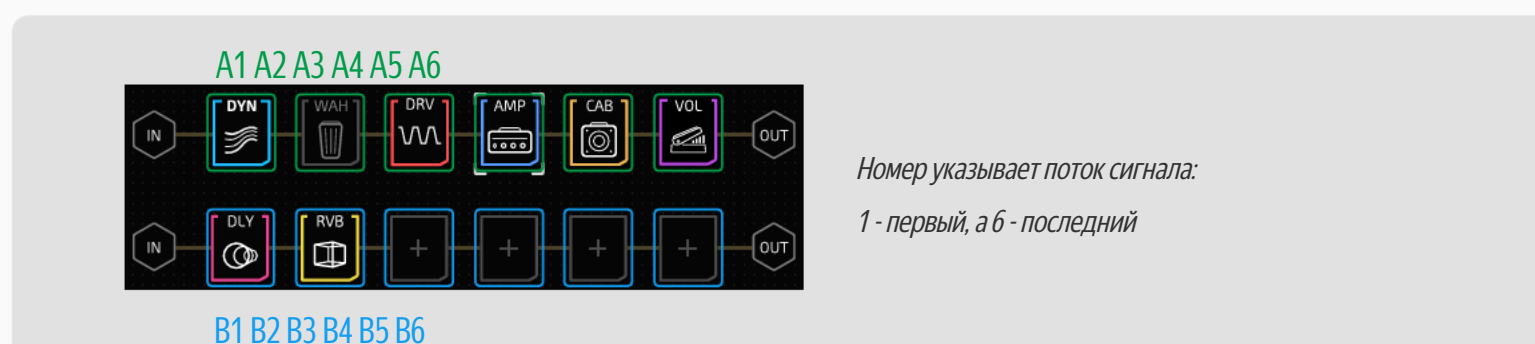 A1 A2 A3 A4 A5 A6
IN DYN WAH DRV AMP CAB VOL OUT
Номер указывает поток сигнала:
1 - первый, а 6 - последний
IN DLY RVB + + + + OUT
B1 B2 B3 B4 B5 B6